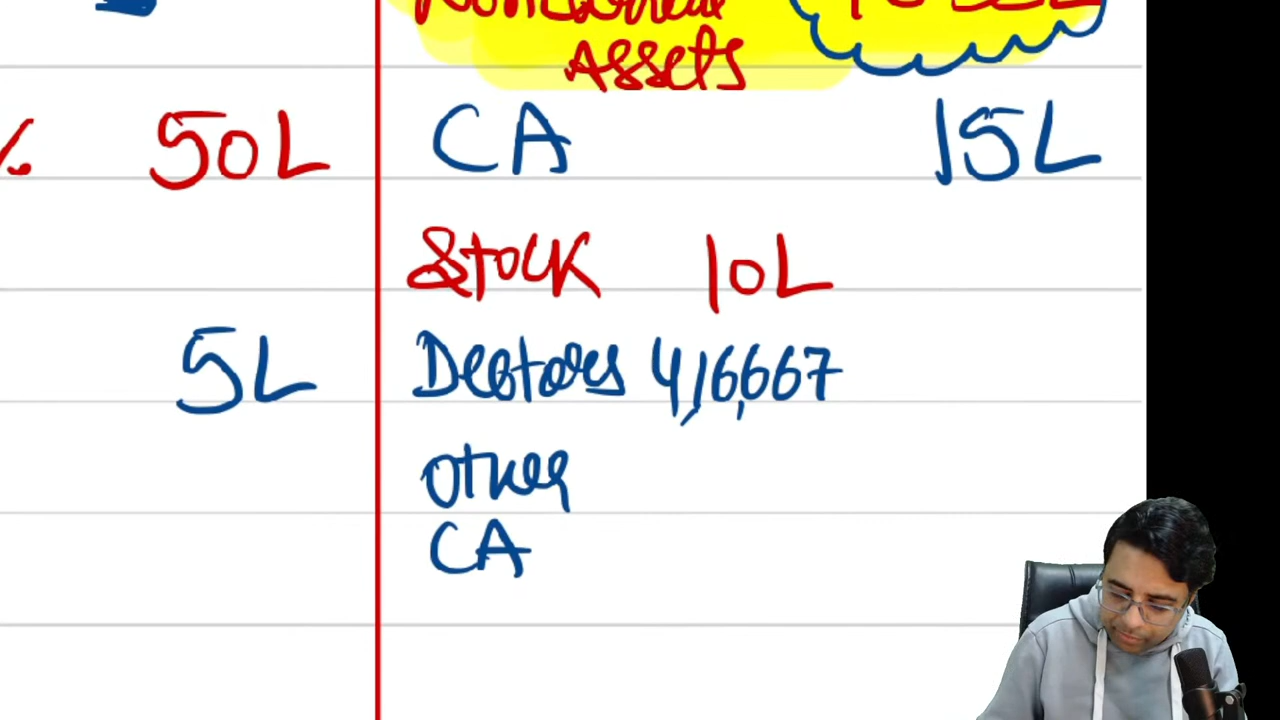 Assets
% 50L CA 15L
Stock 10L
5L Debtors 4,16,667
Other
CA